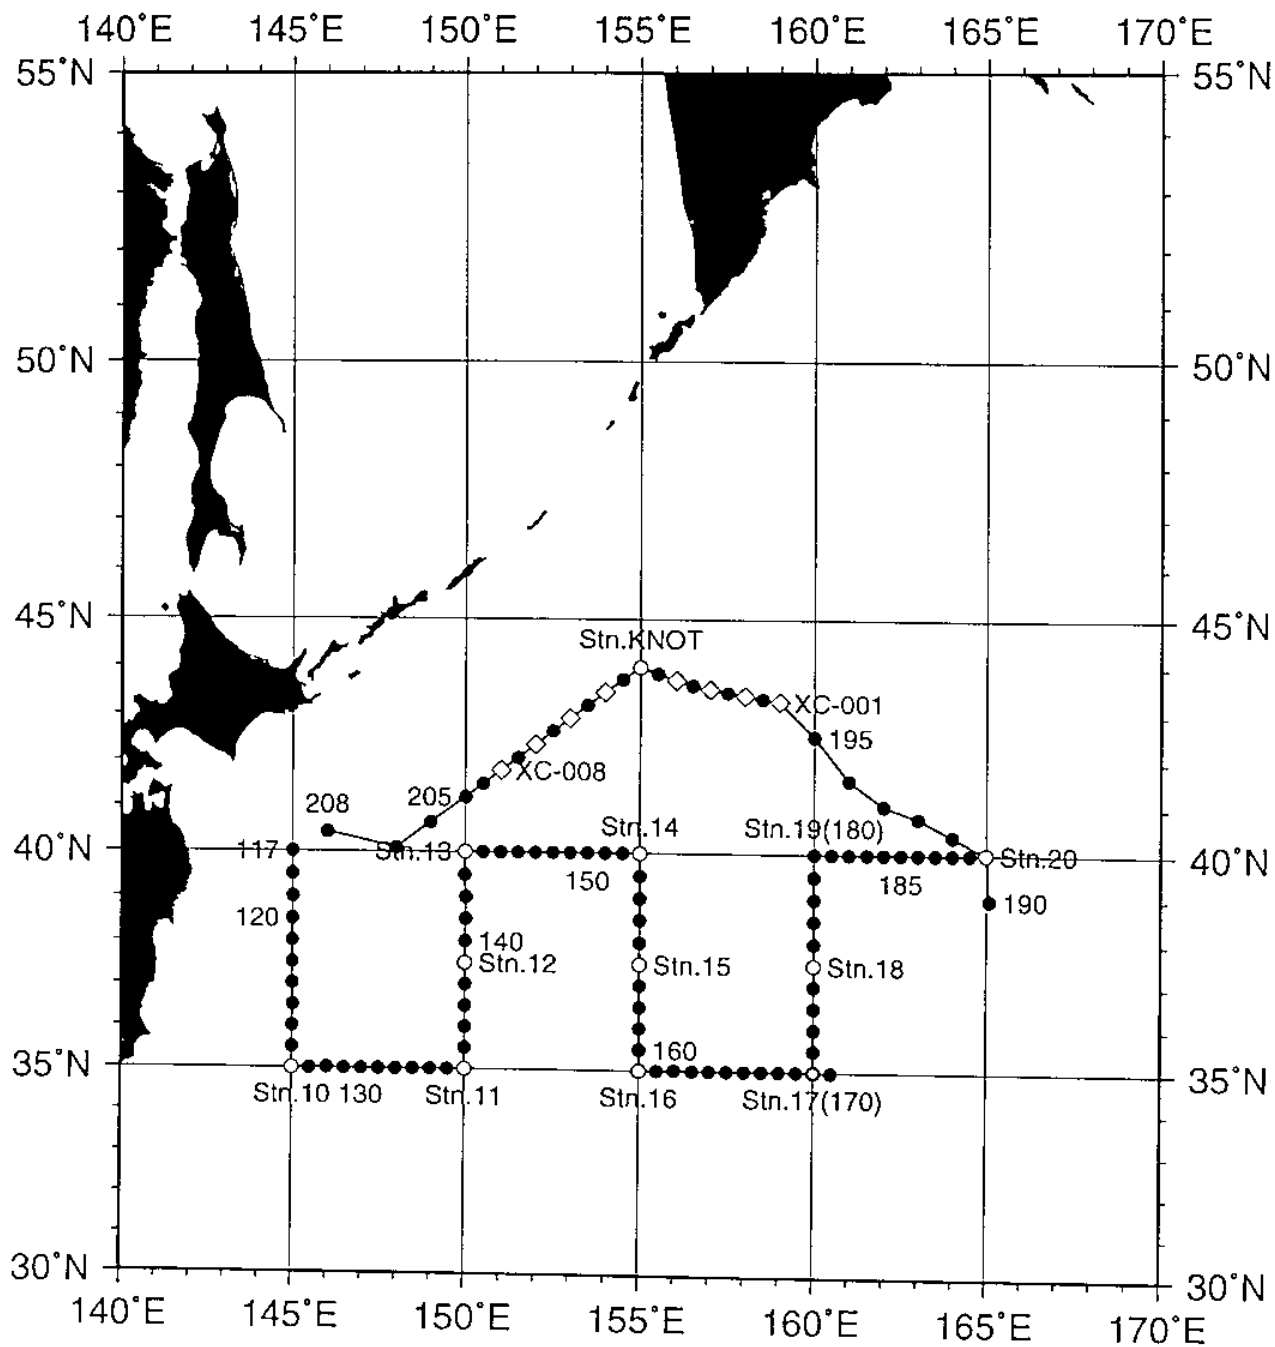 140°E 145°E 150°E 155°E 160°E 165°E 170°E
55°N 55°N
50°N 50°N
45°N 45°N
Stn.KNOT
XC-001
195
XC-008
208 205
Stn.14 Stn.19(180)
40°N 117 Stn.13 Stn.20 40°N
150 185
190
120
140
Stn.12 Stn.15 Stn.18
160
35°N 35°N
Stn.10 130 Stn.11 Stn.16 Stn.17(170)
30°N 30°N
140°E 145°E 150°E 155°E 160°E 165°E 170°E